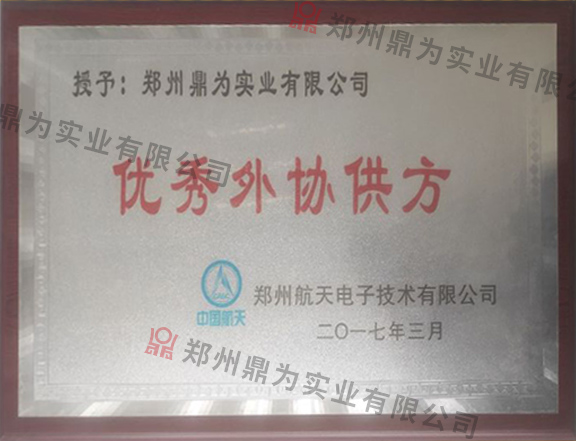 郑州鼎为实业有限公司
授予：郑州鼎为实业有限公司
鼎为实业有限公司
优秀外协供方
中国航天
郑州航天电子技术有限公司
二〇一七年三月
郑州鼎为实业有限公司